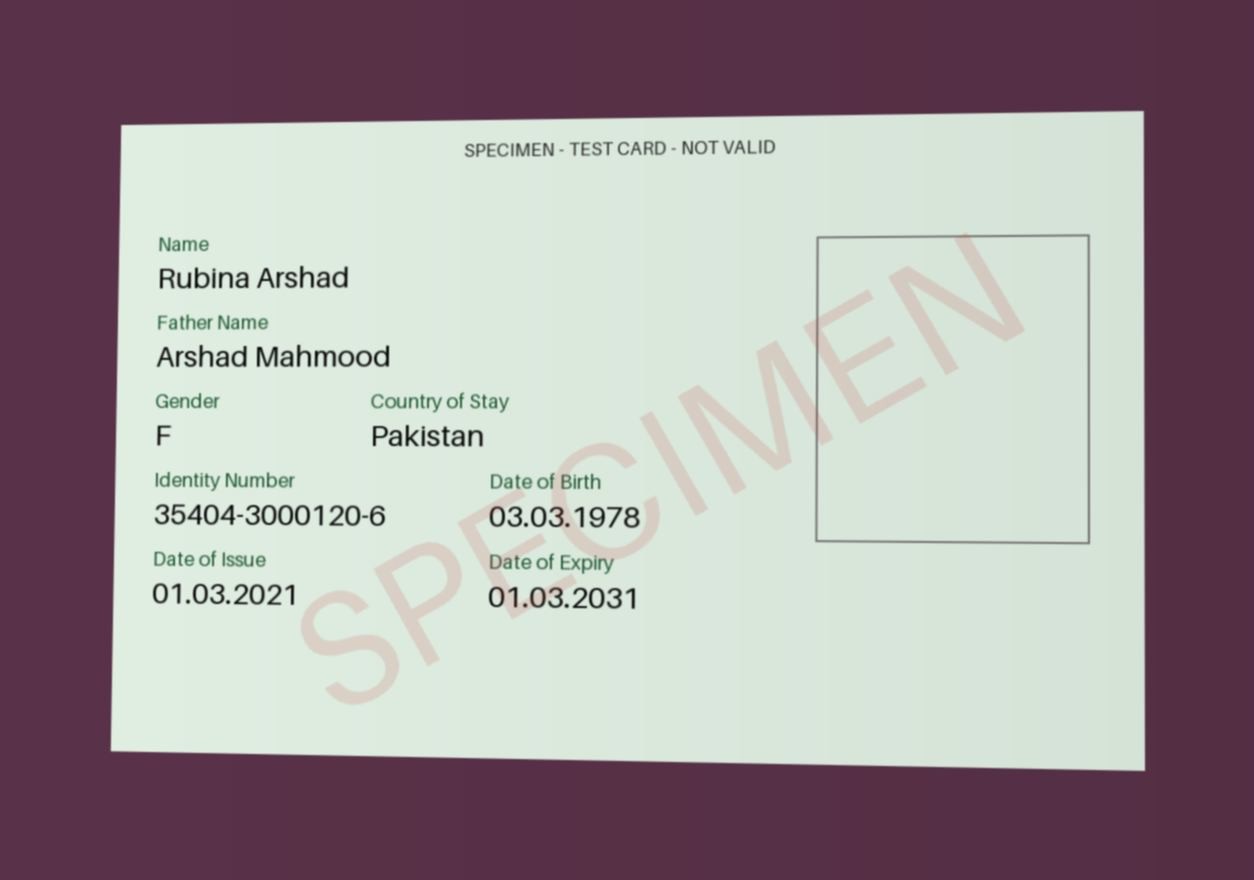 SPECIMEN - TEST CARD - NOT VALID
Name
Rubina Arshad
Father Name
Arshad Mahmood
Gender Country of Stay
F Pakistan
Identity Number Date of Birth
35404-3000120-6 03.03.1978
Date of Issue Date of Expiry
01.03.2021 01.03.2031
SPECIMEN